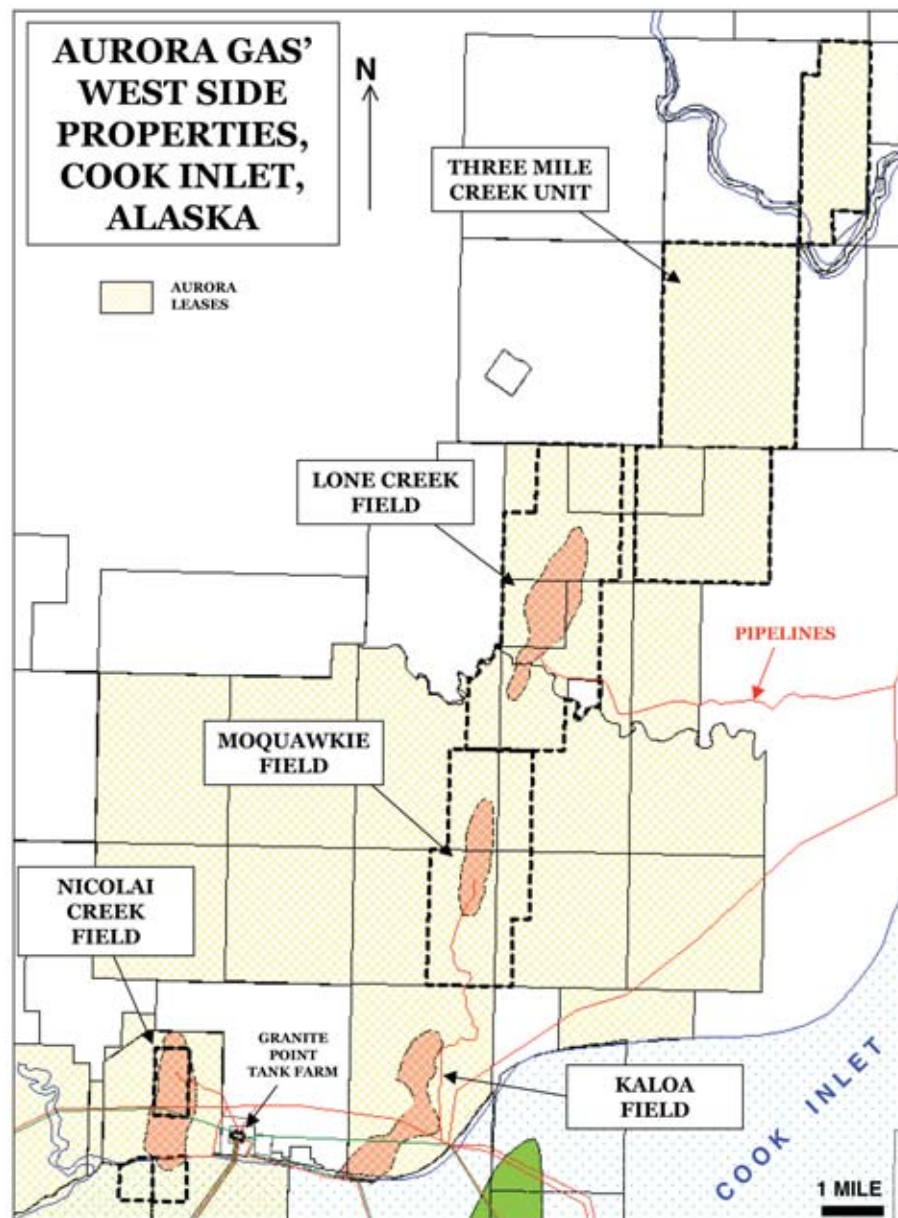 AURORA GAS'
WEST SIDE
PROPERTIES,
COOK INLET,
ALASKA
N
THREE MILE
CREEK UNIT
AURORA
LEASES
LONE CREEK
FIELD
PIPELINES
MOQUAWKIE
FIELD
NICOLAI
CREEK
FIELD
GRANITE
POINT
TANK FARM
KALOA
FIELD
COOK INLET
1 MILE